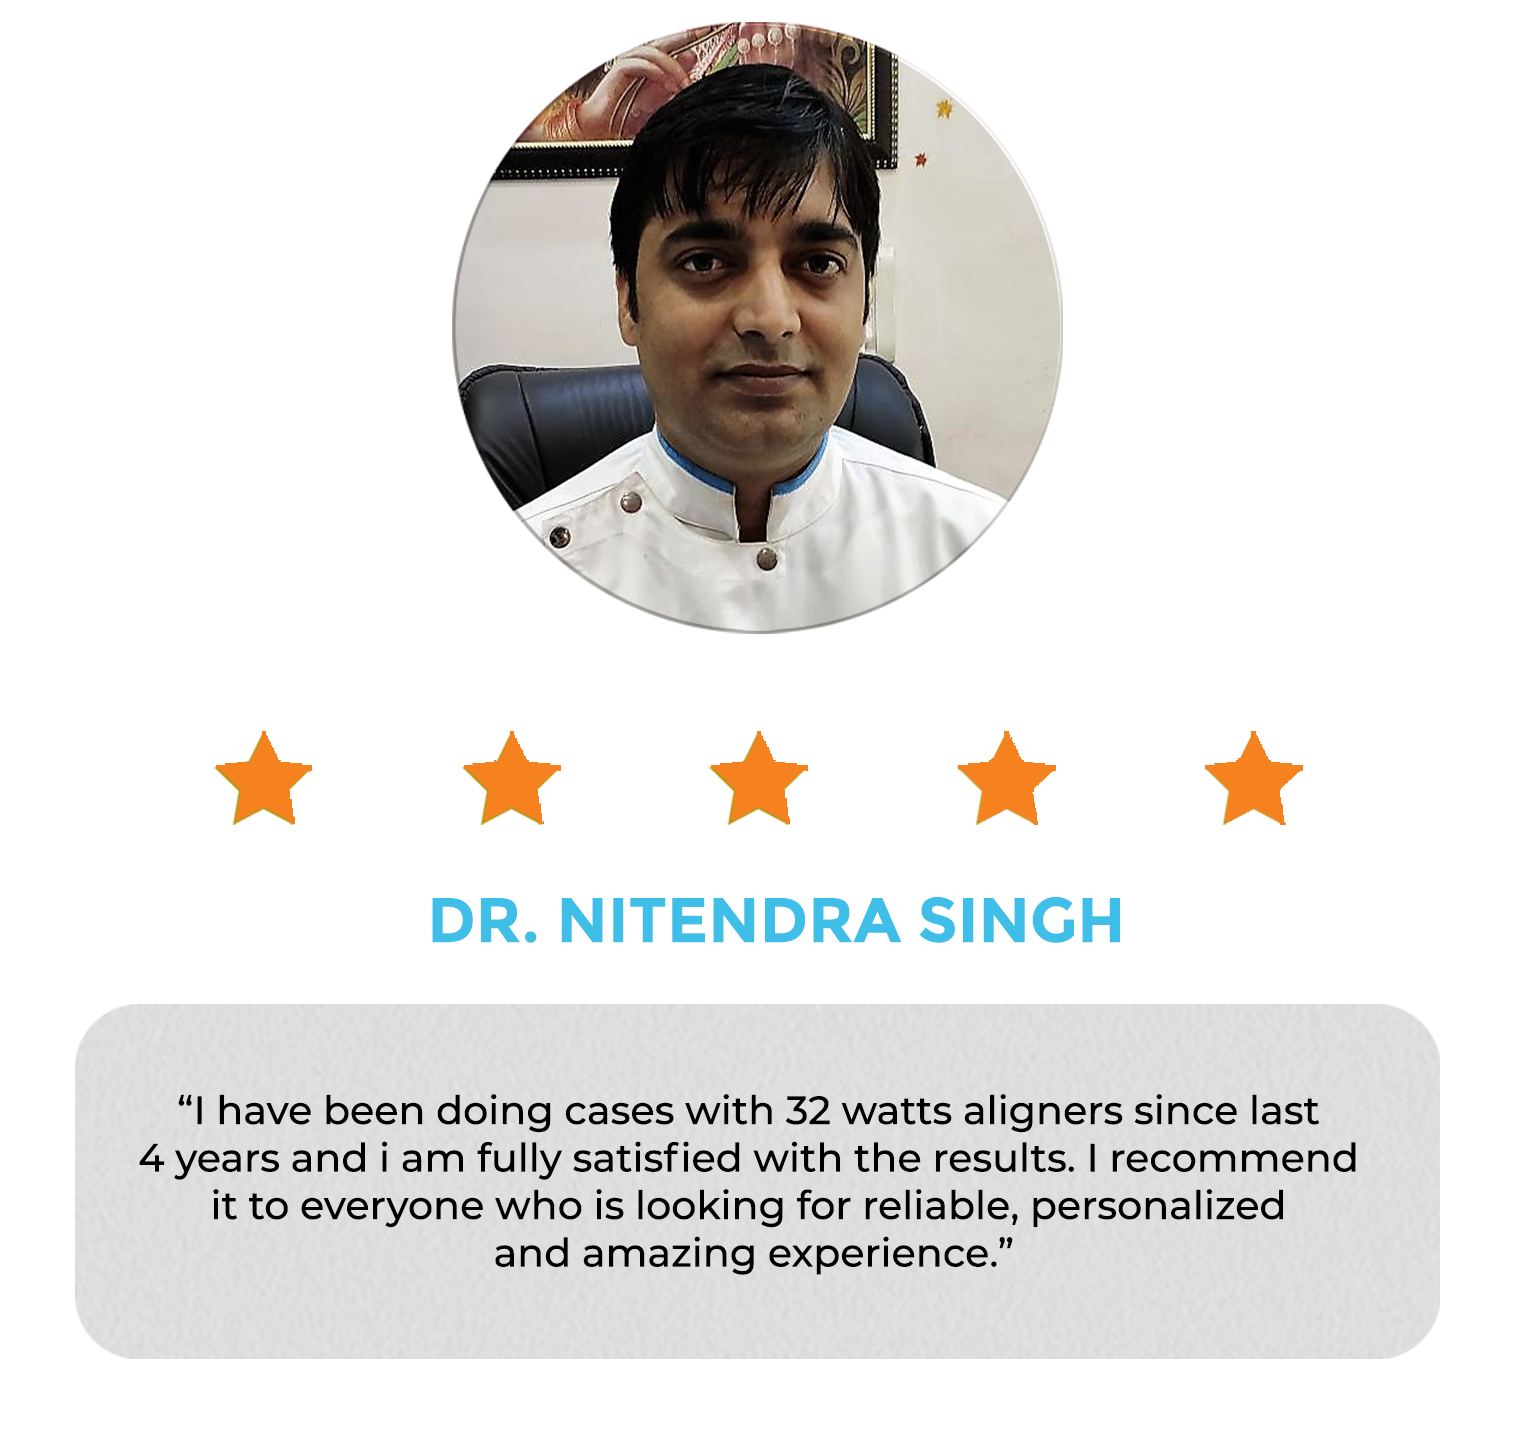 DR. NITENDRA SINGH
“I have been doing cases with 32 watts aligners since last
4 years and i am fully satisfied with the results. I recommend
it to everyone who is looking for reliable, personalized
and amazing experience.”